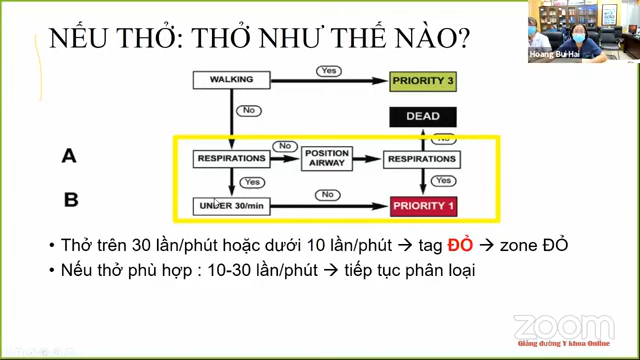 NẾU THỞ: THỞ NHƯ THẾ NÀO?
Hoang Bui Hai
WALKING
Yes
PRIORITY 3
No
DEAD
No
A
RESPIRATIONS
No
POSITION AIRWAY
RESPIRATIONS
Yes
Yes
B
UNDER 30/min
No
PRIORITY 1
• Thở trên 30 lần/phút hoặc dưới 10 lần/phút → tag ĐỎ → zone ĐỎ
• Nếu thở phù hợp : 10-30 lần/phút → tiếp tục phân loại
zoom
Giảng đường Y khoa Online